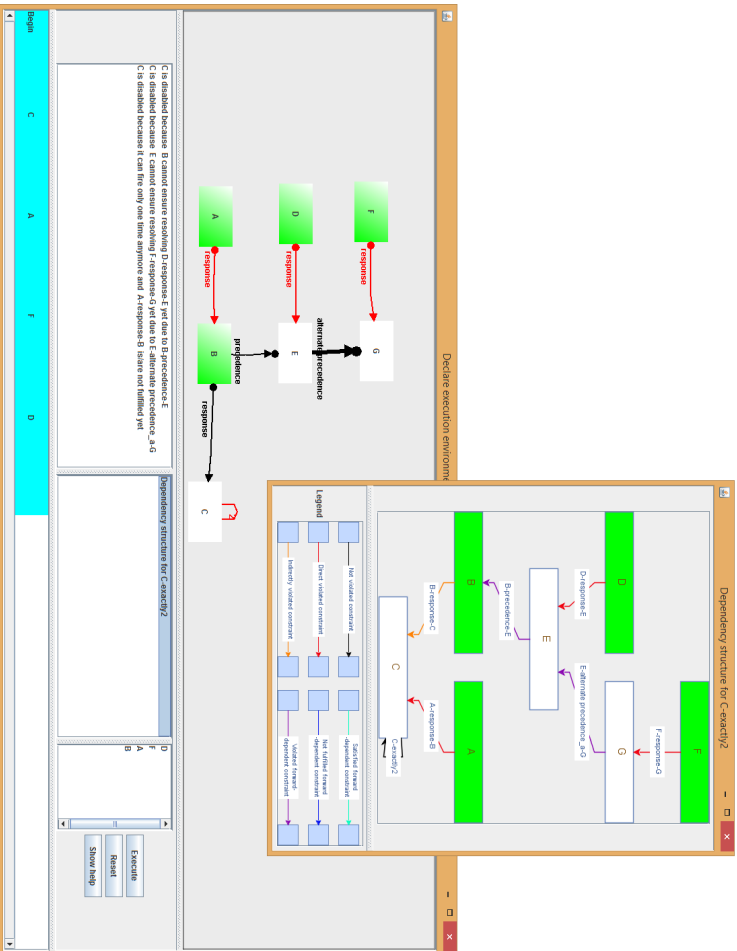 Declare execution environme
F
response
G
D
response
E
alternate precedence
A
response
B
precedence
response
C
2
C is disabled because B cannot ensure resolving D-response-E yet due to B-precedence-E
C is disabled because E cannot ensure resolving F-response-G yet due to E-alternate precedence_a-G
C is disabled because it can fire only one time anymore and A-response-B is/are not fulfilled yet
Dependency structure for C-exactly2
D
F
A
B
Execute
Reset
Show help
Begin C A F D
Dependency structure for C-exactly2
F
F-response-G
D
G
D-response-E
E-alternate precedence_a-G
E
B-precedence-E
B
A
B-response-C
A-response-B
C
C-exactly2
Legend
Not violated constraint
Satisfied forward
-dependent constraint
Direct violated constraint
Not fulfilled forward
-dependent constraint
Indirectly violated constraint
Violated forward-
dependent constraint